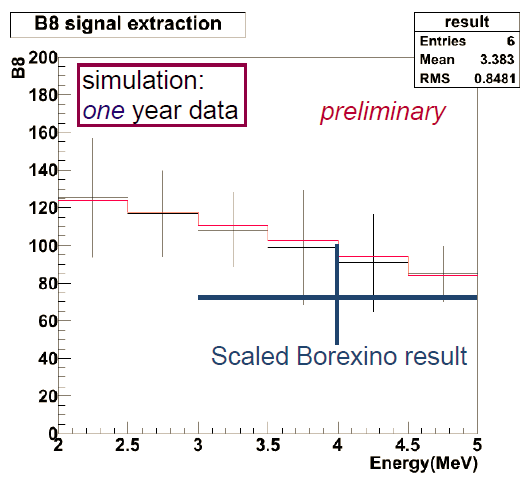 B8 signal extraction
result
Entries 6
Mean 3.383
RMS 0.8481
B8
200
180
160
140
120
100
80
60
40
20
0
simulation:
one year data
preliminary
Scaled Borexino result
2 2.5 3 3.5 4 4.5 5
Energy(MeV)